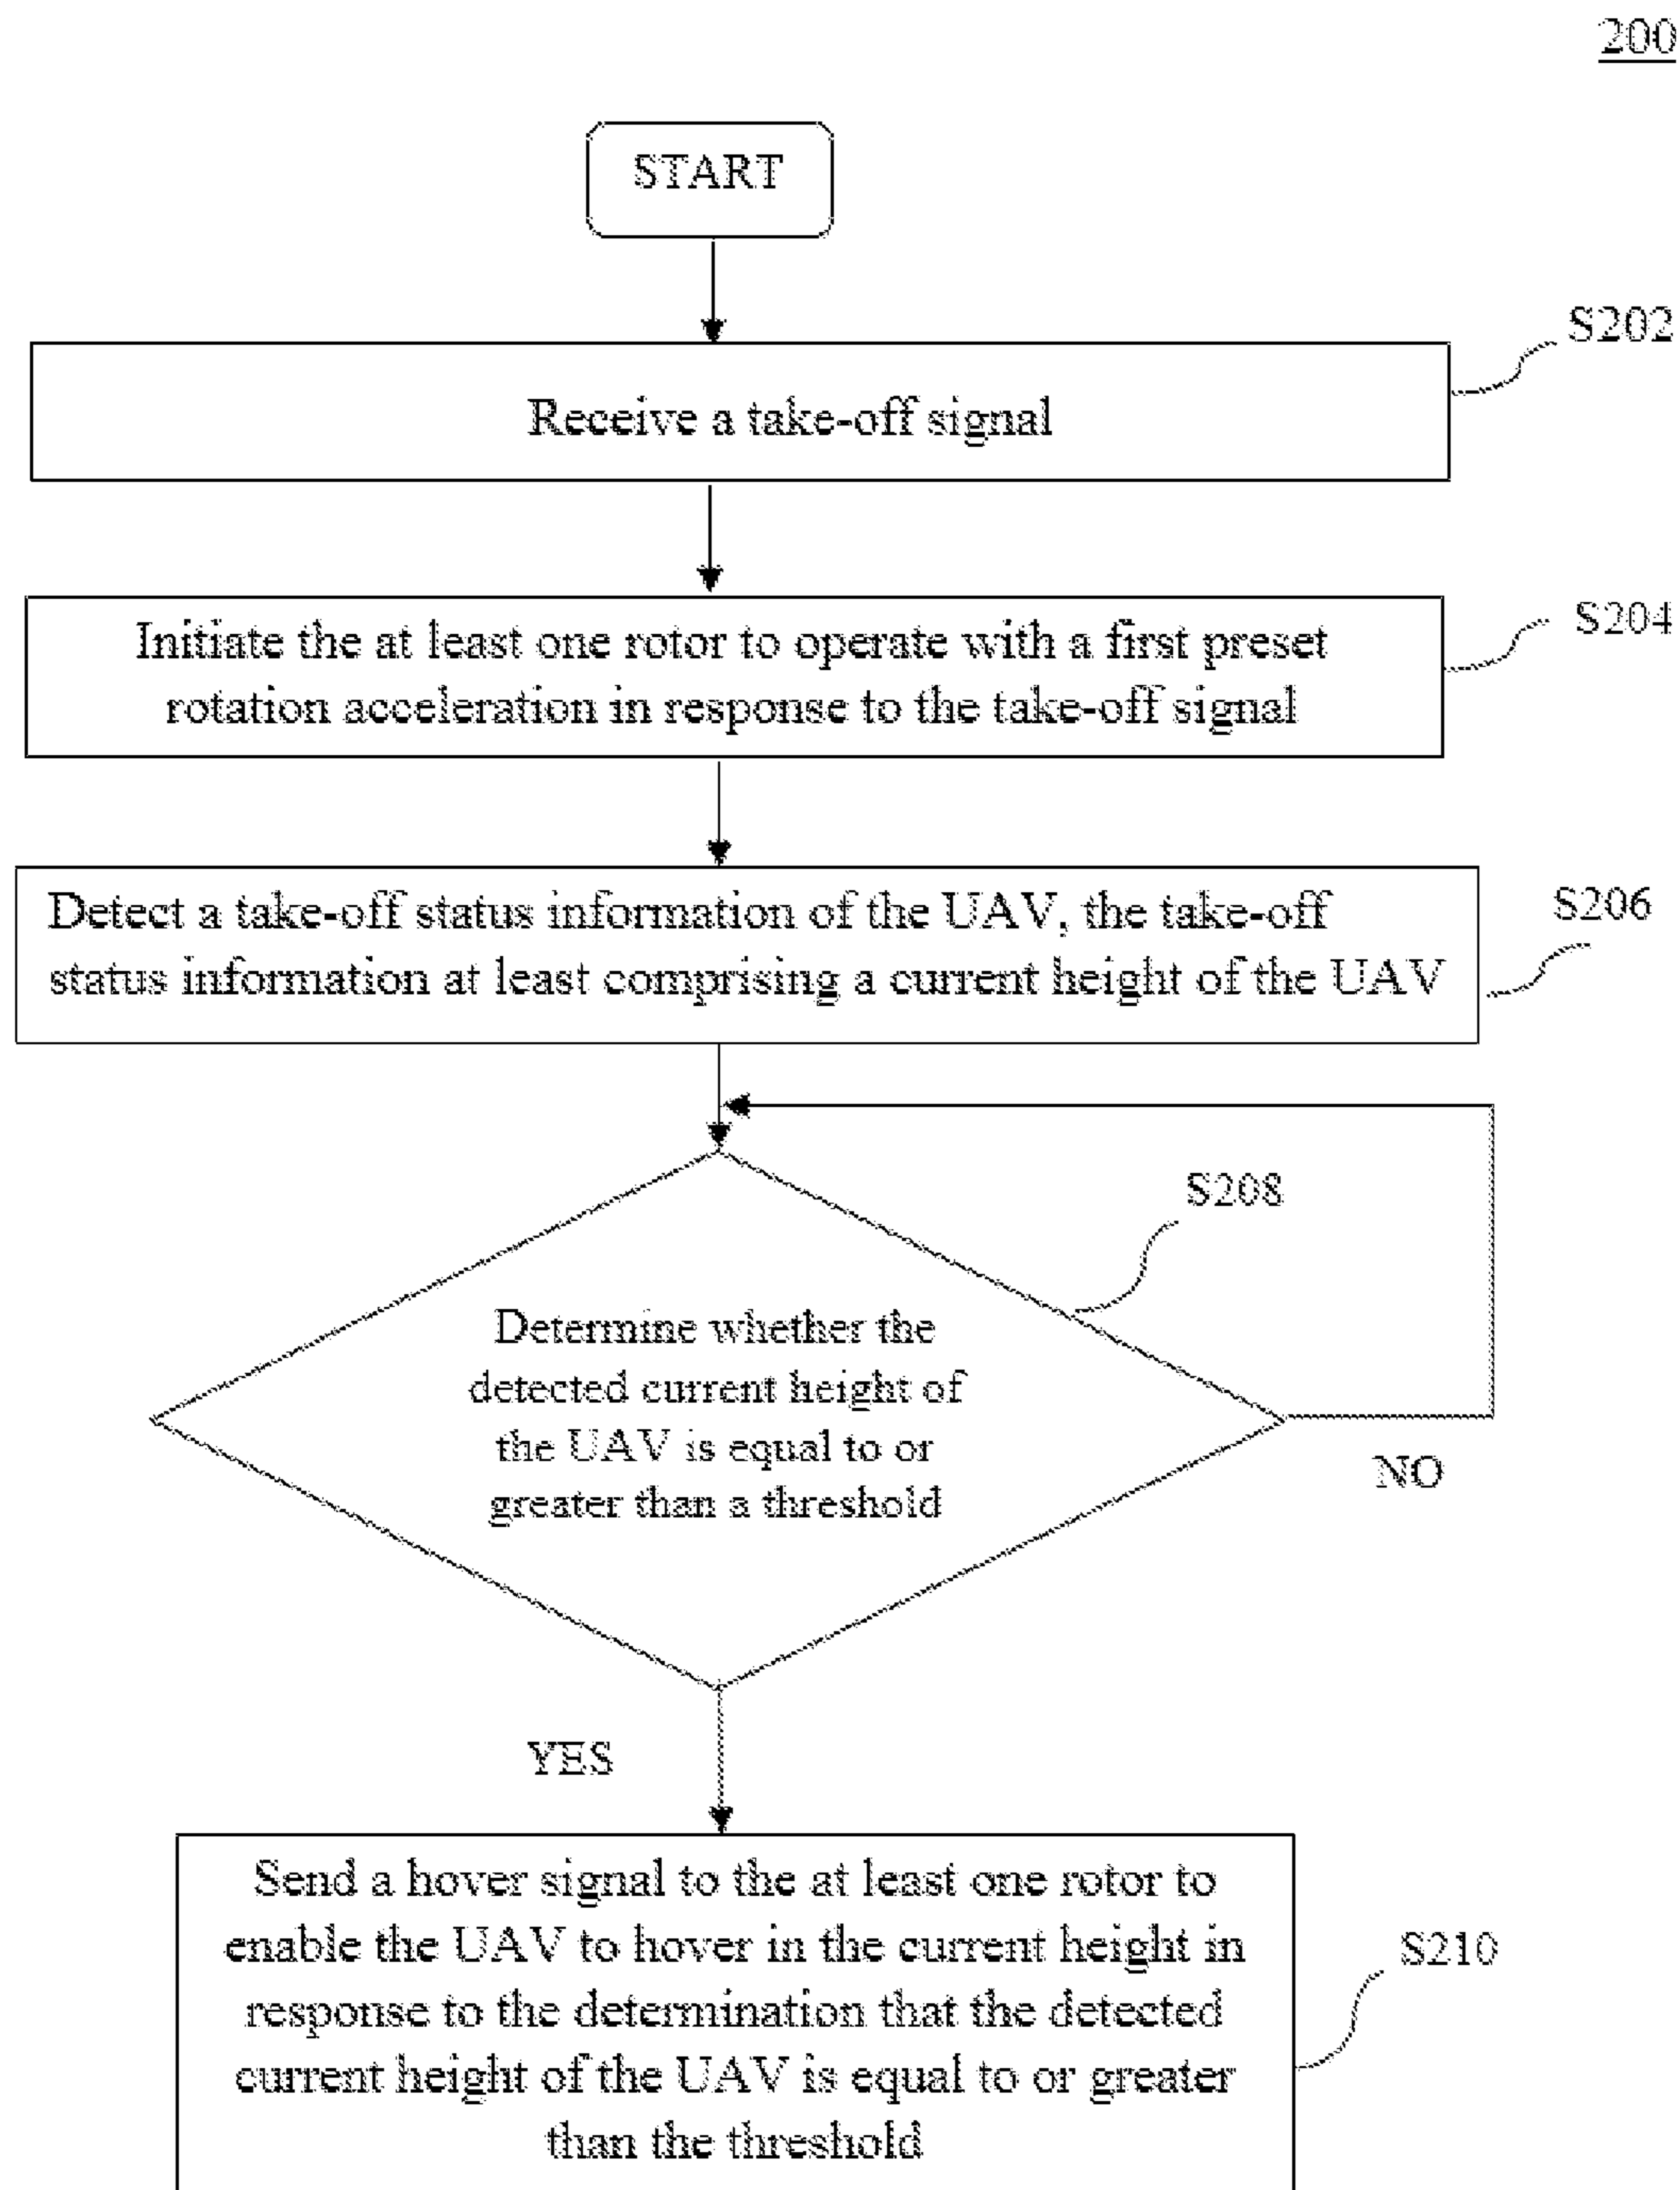 200
START
S202
Receive a take-off signal
S204
Initiate the at least one rotor to operate with a first preset
rotation acceleration in response to the take-off signal
S206
Detect a take-off status information of the UAV, the take-off
status information at least comprising a current height of the UAV
S208
Determine whether the
detected current height of
the UAV is equal to or
greater than a threshold
NO
YES
Send a hover signal to the at least one rotor to
enable the UAV to hover in the current height in
response to the determination that the detected
current height of the UAV is equal to or greater
than the threshold
S210